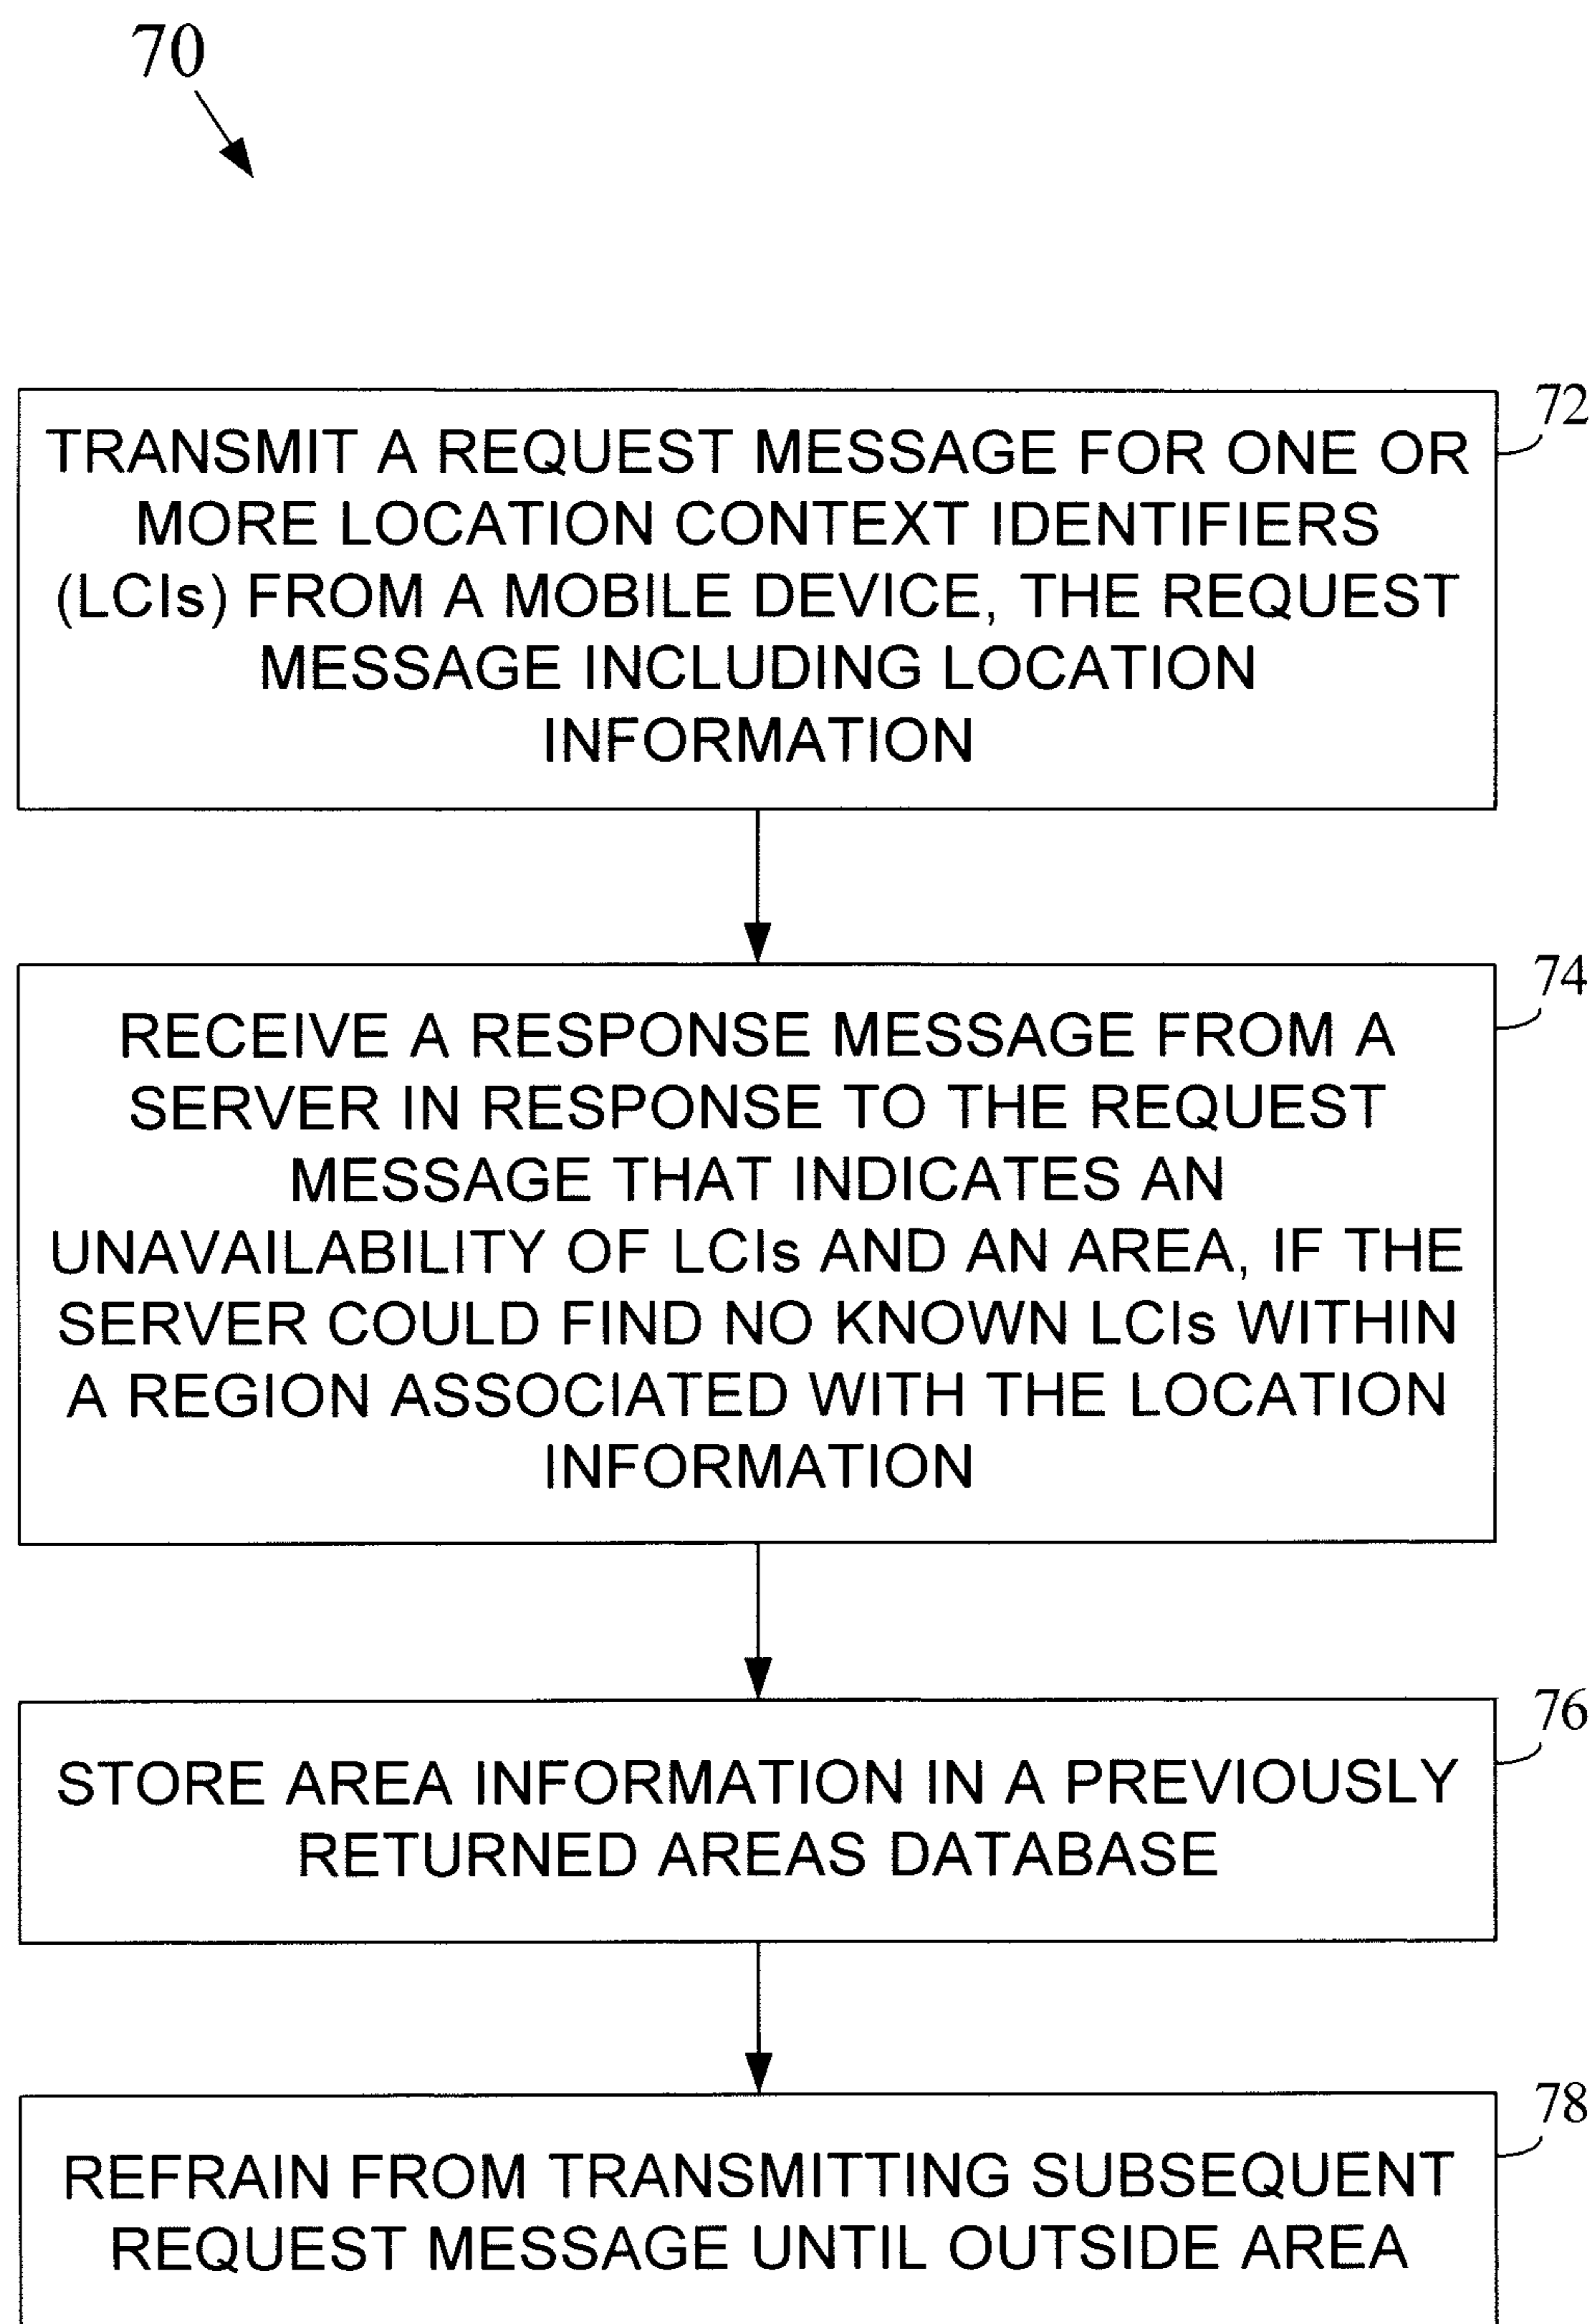 70
72
TRANSMIT A REQUEST MESSAGE FOR ONE OR
MORE LOCATION CONTEXT IDENTIFIERS
(LCIs) FROM A MOBILE DEVICE, THE REQUEST
MESSAGE INCLUDING LOCATION
INFORMATION
74
RECEIVE A RESPONSE MESSAGE FROM A
SERVER IN RESPONSE TO THE REQUEST
MESSAGE THAT INDICATES AN
UNAVAILABILITY OF LCIs AND AN AREA, IF THE
SERVER COULD FIND NO KNOWN LCIs WITHIN
A REGION ASSOCIATED WITH THE LOCATION
INFORMATION
76
STORE AREA INFORMATION IN A PREVIOUSLY
RETURNED AREAS DATABASE
78
REFRAIN FROM TRANSMITTING SUBSEQUENT
REQUEST MESSAGE UNTIL OUTSIDE AREA